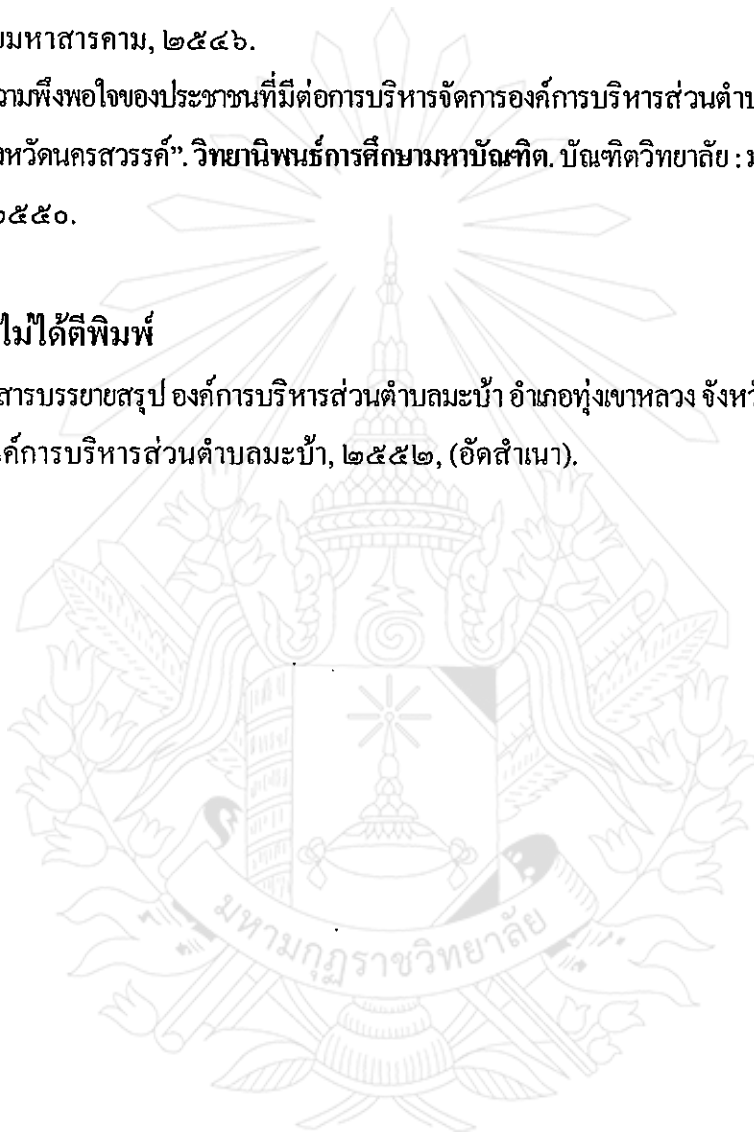 ยมหาสารคาม, ๒๕๔๖.
วามพึงพอใจของประชาชนที่มีต่อการบริหารจัดการองค์การบริหารส่วนตำบ
ังหวัดนครสวรรค์”. วิทยานิพนธ์การศึกษามหาบัณฑิต. บัณฑิตวิทยาลัย : ม
๒๕๕๐.
ไม่ได้ตีพิมพ์
สารบรรยายสรุป องค์การบริหารส่วนตำบลมะบ้า อำเภอทุ่งเขาหลวง จังหวั
ค์การบริหารส่วนตำบลมะบ้า, ๒๕๕๒, (อัดสำเนา).
มหามกุฏราชวิทยาลัย